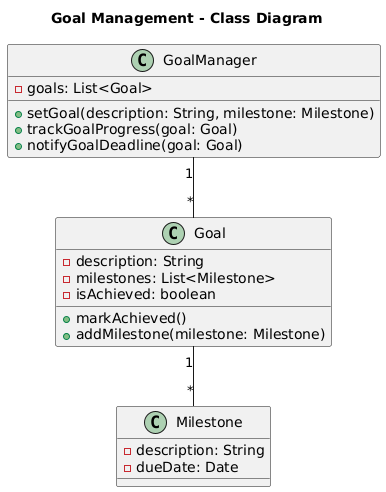 Goal Management - Class Diagram
C GoalManager
goals: List<Goal>
setGoal(description: String, milestone: Milestone)
trackGoalProgress(goal: Goal)
notifyGoalDeadline(goal: Goal)
1
*
C Goal
description: String
milestones: List<Milestone>
isAchieved: boolean
markAchieved()
addMilestone(milestone: Milestone)
1
*
C Milestone
description: String
dueDate: Date